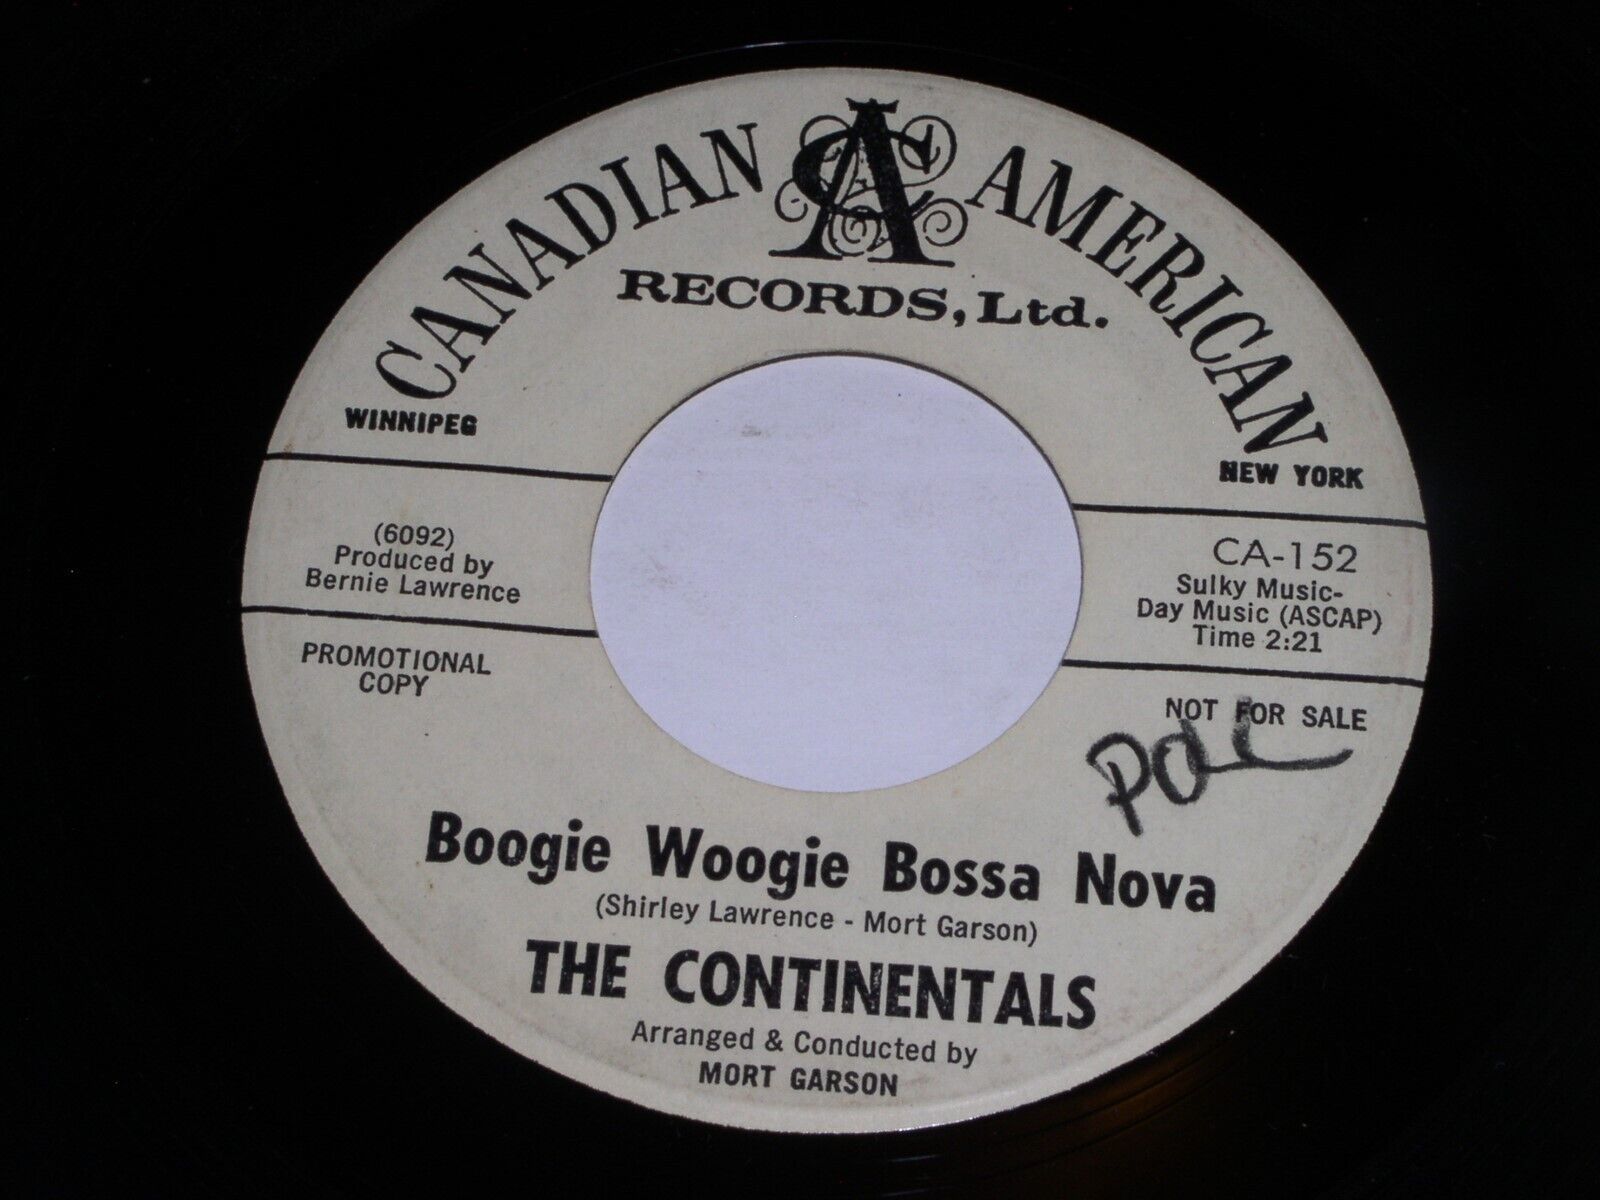 CANADIAN AMERICAN
RECORDS, Ltd.
WINNIPEG
NEW YORK
(6092)
Produced by
Bernie Lawrence
CA-152
Sulky Music-
Day Music (ASCAP)
Time 2:21
PROMOTIONAL
COPY
NOT FOR SALE
Boogie Woogie Bossa Nova
(Shirley Lawrence - Mort Garson)
THE CONTINENTALS
Arranged & Conducted by
MORT GARSON